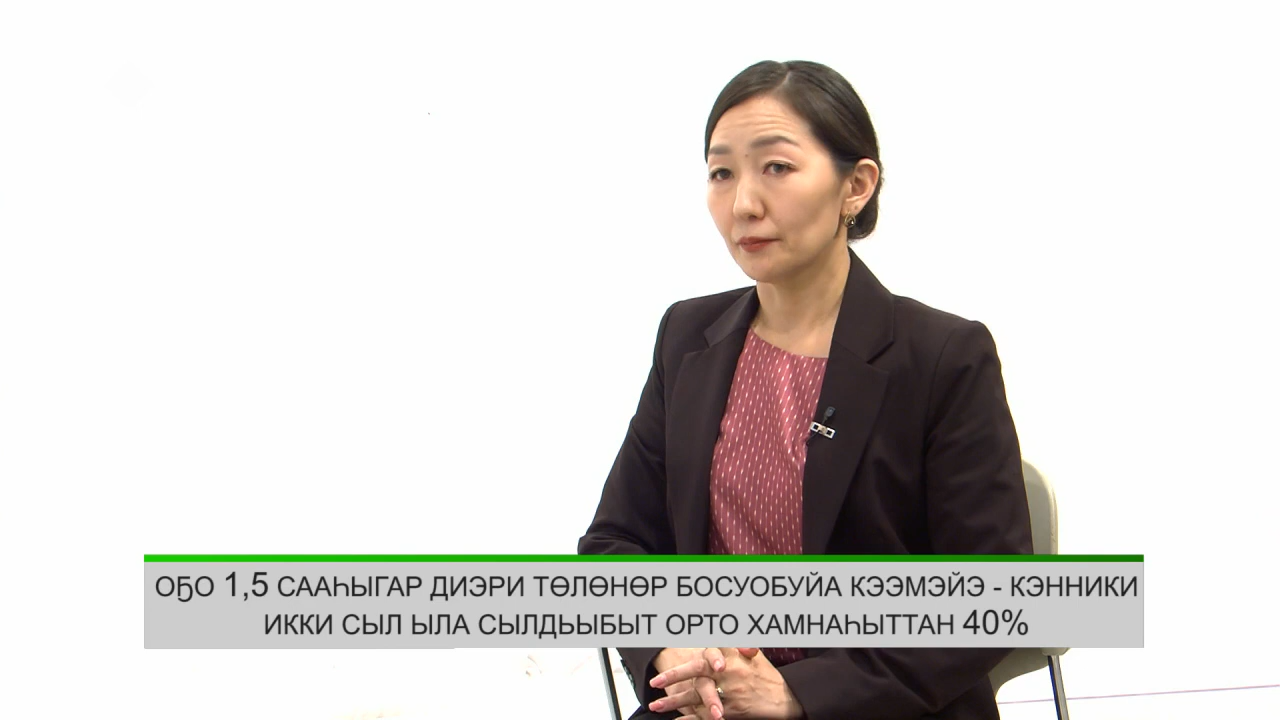 ОҔО 1,5 СААҺЫГАР ДИЭРИ ТӨЛӨНӨР БОСУОБУЙА КЭЭМЭЙЭ - КЭННИКИ
ИККИ СЫЛ ЫЛА СЫЛДЬЫБЫТ ОРТО ХАМНАҺЫТТАН 40%